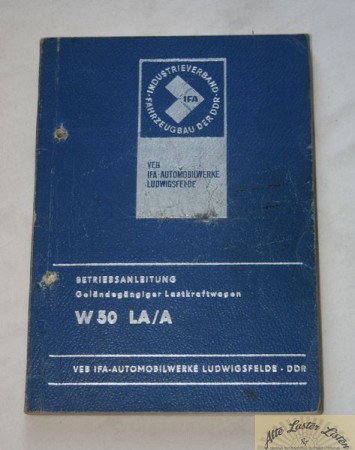 INDUSTRIEVERBAND
FAHRZEUGBAU DER DDR
IFA
VEB
IFA-AUTOMOBILWERKE
LUDWIGSFELDE
BETRIEBSANLEITUNG
Geländegängiger Lastkraftwagen
W 50 LA/A
VEB IFA-AUTOMOBILWERKE LUDWIGSFELDE - DDR
Alte Laster Listen